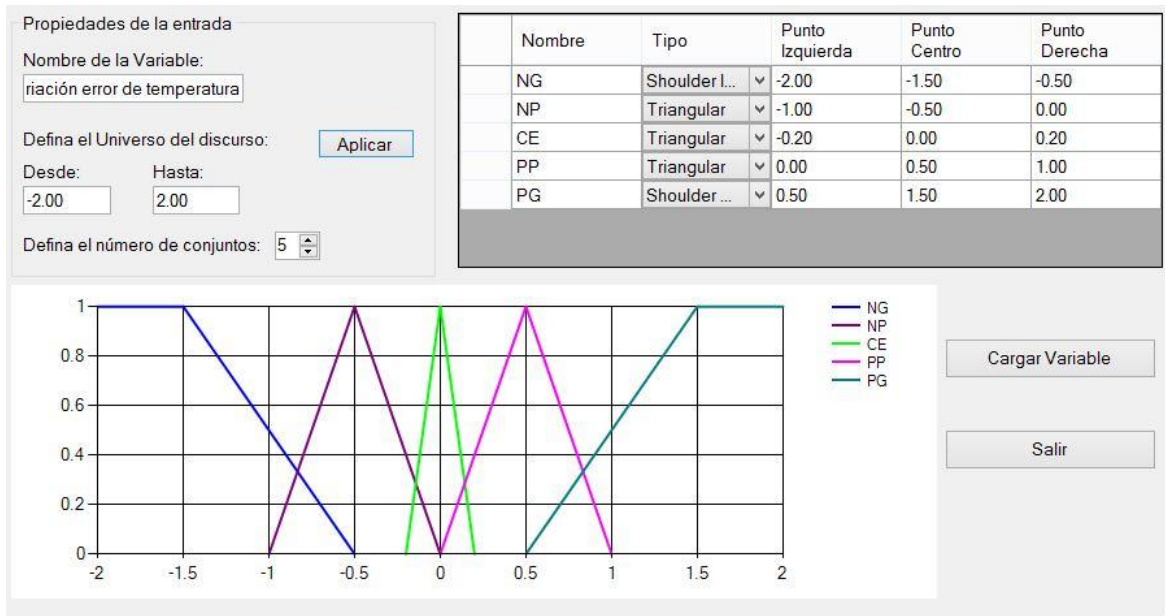 Propiedades de la entrada
Nombre de la Variable:
riación error de temperatura
Defina el Universo del discurso:
Aplicar
Desde: Hasta:
-2.00 2.00
Defina el número de conjuntos: 5
Nombre Tipo Punto Izquierda Punto Centro Punto Derecha
NG Shoulder I... -2.00 -1.50 -0.50
NP Triangular -1.00 -0.50 0.00
CE Triangular -0.20 0.00 0.20
PP Triangular 0.00 0.50 1.00
PG Shoulder ... 0.50 1.50 2.00
1
0.8
0.6
0.4
0.2
0
-2 -1.5 -1 -0.5 0 0.5 1 1.5 2
NG
NP
CE
PP
PG
Cargar Variable
Salir